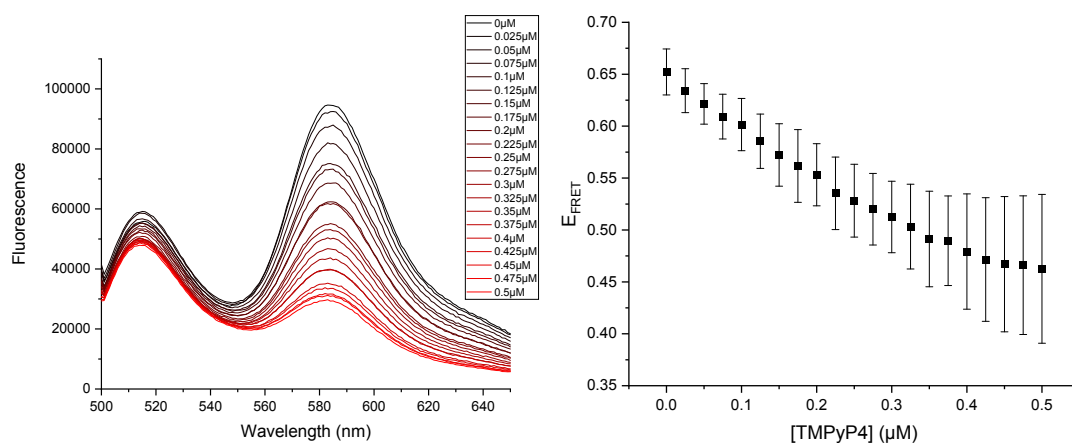 0µM
0.025µM
0.05µM
0.075µM
0.1µM
0.125µM
0.15µM
0.175µM
0.2µM
0.225µM
0.25µM
0.275µM
0.3µM
0.325µM
0.35µM
0.375µM
0.4µM
0.425µM
0.45µM
0.475µM
0.5µM
100000
80000
60000
40000
20000
0
Fluorescence
500 520 540 560 580 600 620 640
Wavelength (nm)
0.70
0.65
0.60
0.55
0.50
0.45
0.40
0.35
EFRET
0.0 0.1 0.2 0.3 0.4 0.5
[TMPyP4] (µM)